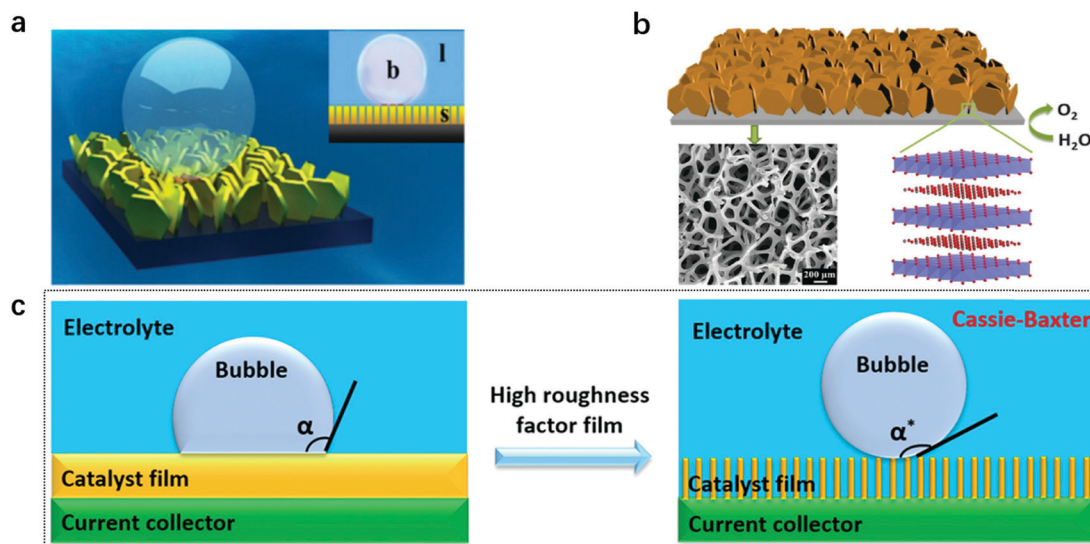 a
l
b
s
b
O₂
H₂O
200 µm
c
Electrolyte
Bubble
α
Catalyst film
Current collector
High roughness
factor film
Electrolyte
Cassie-Baxter
Bubble
α*
Catalyst film
Current collector